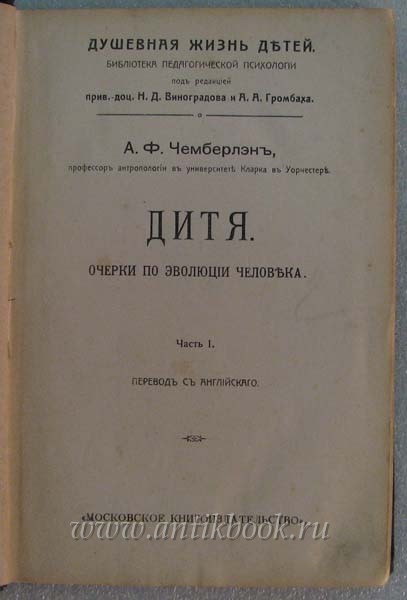 ДУШЕВНАЯ ЖИЗНЬ ДѢТЕЙ.
БИБЛІОТЕКА ПЕДАГОГИЧЕСКОЙ ПСИХОЛОГІИ
подъ редакціей
прив.-доц. Н. Д. Виноградова и А. А. Громбаха.
А. Ф. Чемберлэнъ,
профессоръ антропологіи въ университетѣ Кларка въ Уорчестерѣ.
ДИТЯ.
ОЧЕРКИ ПО ЭВОЛЮЦІИ ЧЕЛОВѢКА.
Часть I.
ПЕРЕВОДЪ СЪ АНГЛІЙСКАГО.
«МОСКОВСКОЕ КНИГОИЗДАТЕЛЬСТВО».
www.antikbook.ru